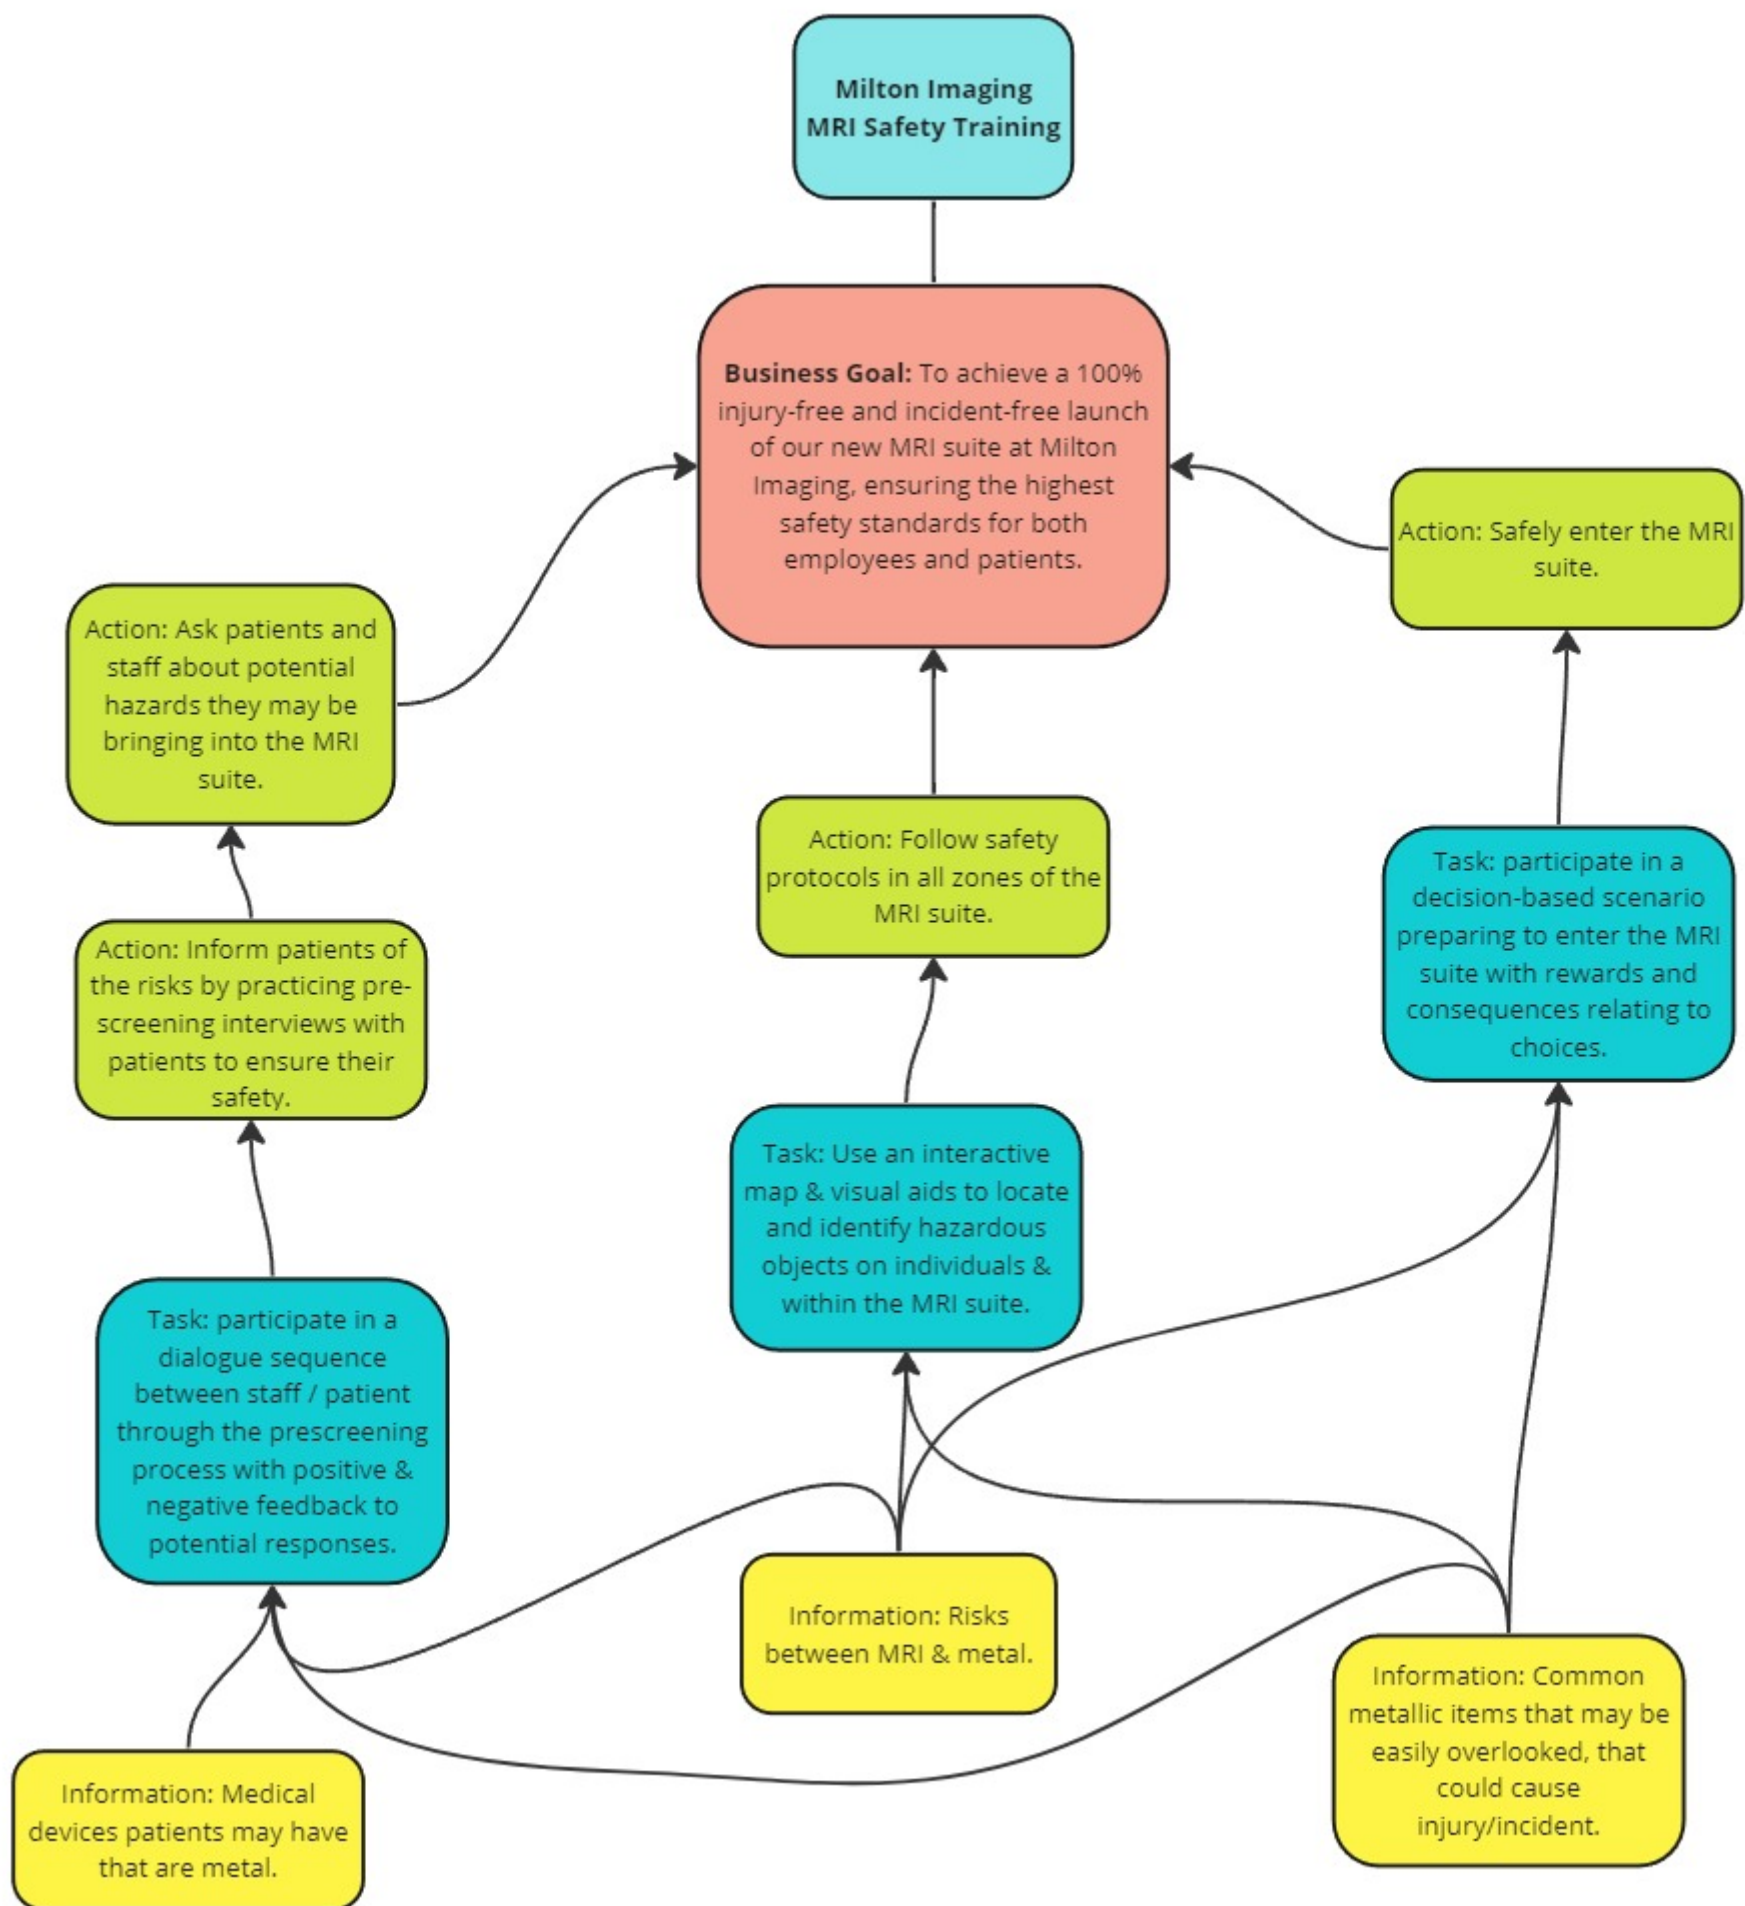 Milton Imaging
MRI Safety Training
Business Goal: To achieve a 100%
injury-free and incident-free launch
of our new MRI suite at Milton
Imaging, ensuring the highest
safety standards for both
employees and patients.
Action: Safely enter the MRI
suite.
Action: Ask patients and
staff about potential
hazards they may be
bringing into the MRI
suite.
Action: Follow safety
protocols in all zones of the
MRI suite.
Task: participate in a
decision-based scenario
preparing to enter the MRI
suite with rewards and
consequences relating to
choices.
Action: Inform patients of
the risks by practicing pre-
screening interviews with
patients to ensure their
safety.
Task: Use an interactive
map & visual aids to locate
and identify hazardous
objects on individuals &
within the MRI suite.
Task: participate in a
dialogue sequence
between staff / patient
through the prescreening
process with positive &
negative feedback to
potential responses.
Information: Risks
between MRI & metal.
Information: Common
metallic items that may be
easily overlooked, that
could cause
injury/incident.
Information: Medical
devices patients may have
that are metal.